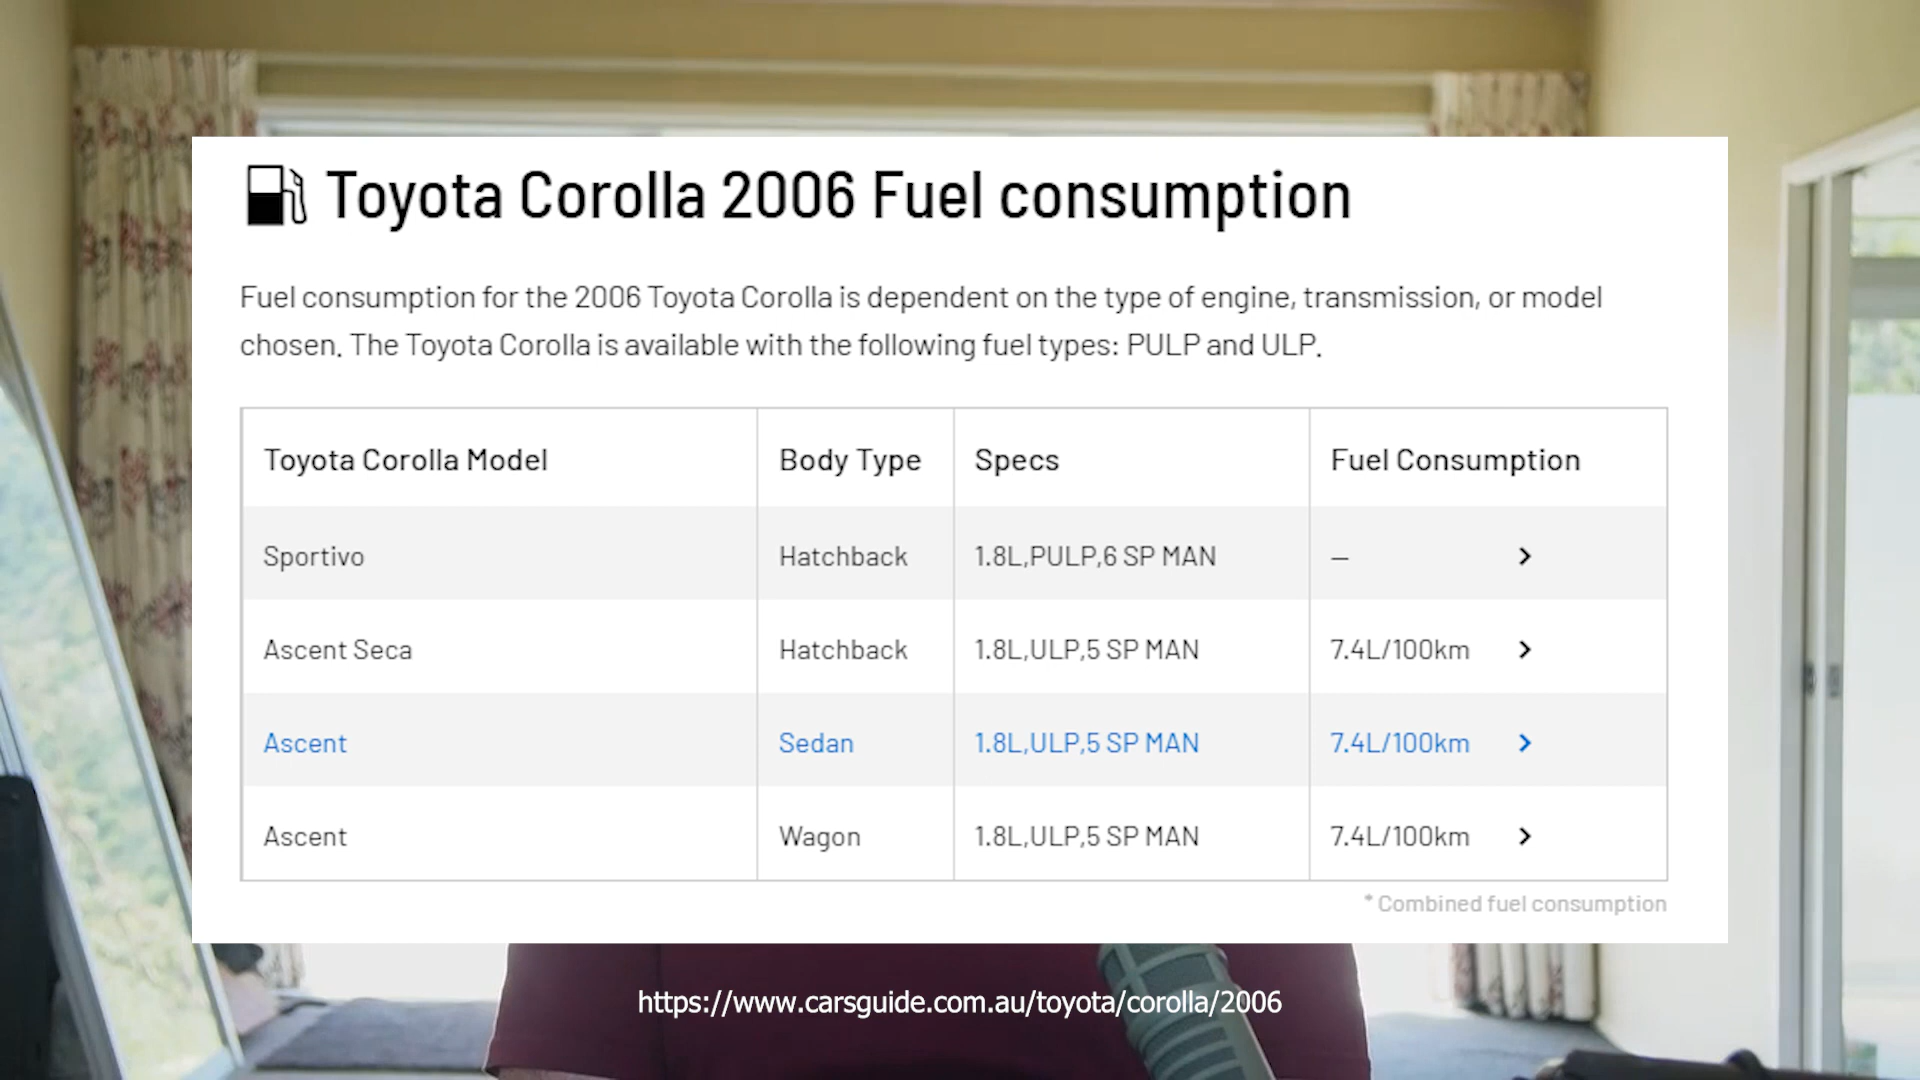 Toyota Corolla 2006 Fuel consumption
Fuel consumption for the 2006 Toyota Corolla is dependent on the type of engine, transmission, or model
chosen. The Toyota Corolla is available with the following fuel types: PULP and ULP.
Toyota Corolla Model Body Type Specs Fuel Consumption
Sportivo Hatchback 1.8L,PULP,6 SP MAN –
Ascent Seca Hatchback 1.8L,ULP,5 SP MAN 7.4L/100km
Ascent Sedan 1.8L,ULP,5 SP MAN 7.4L/100km
Ascent Wagon 1.8L,ULP,5 SP MAN 7.4L/100km
* Combined fuel consumption
https://www.carsguide.com.au/toyota/corolla/2006